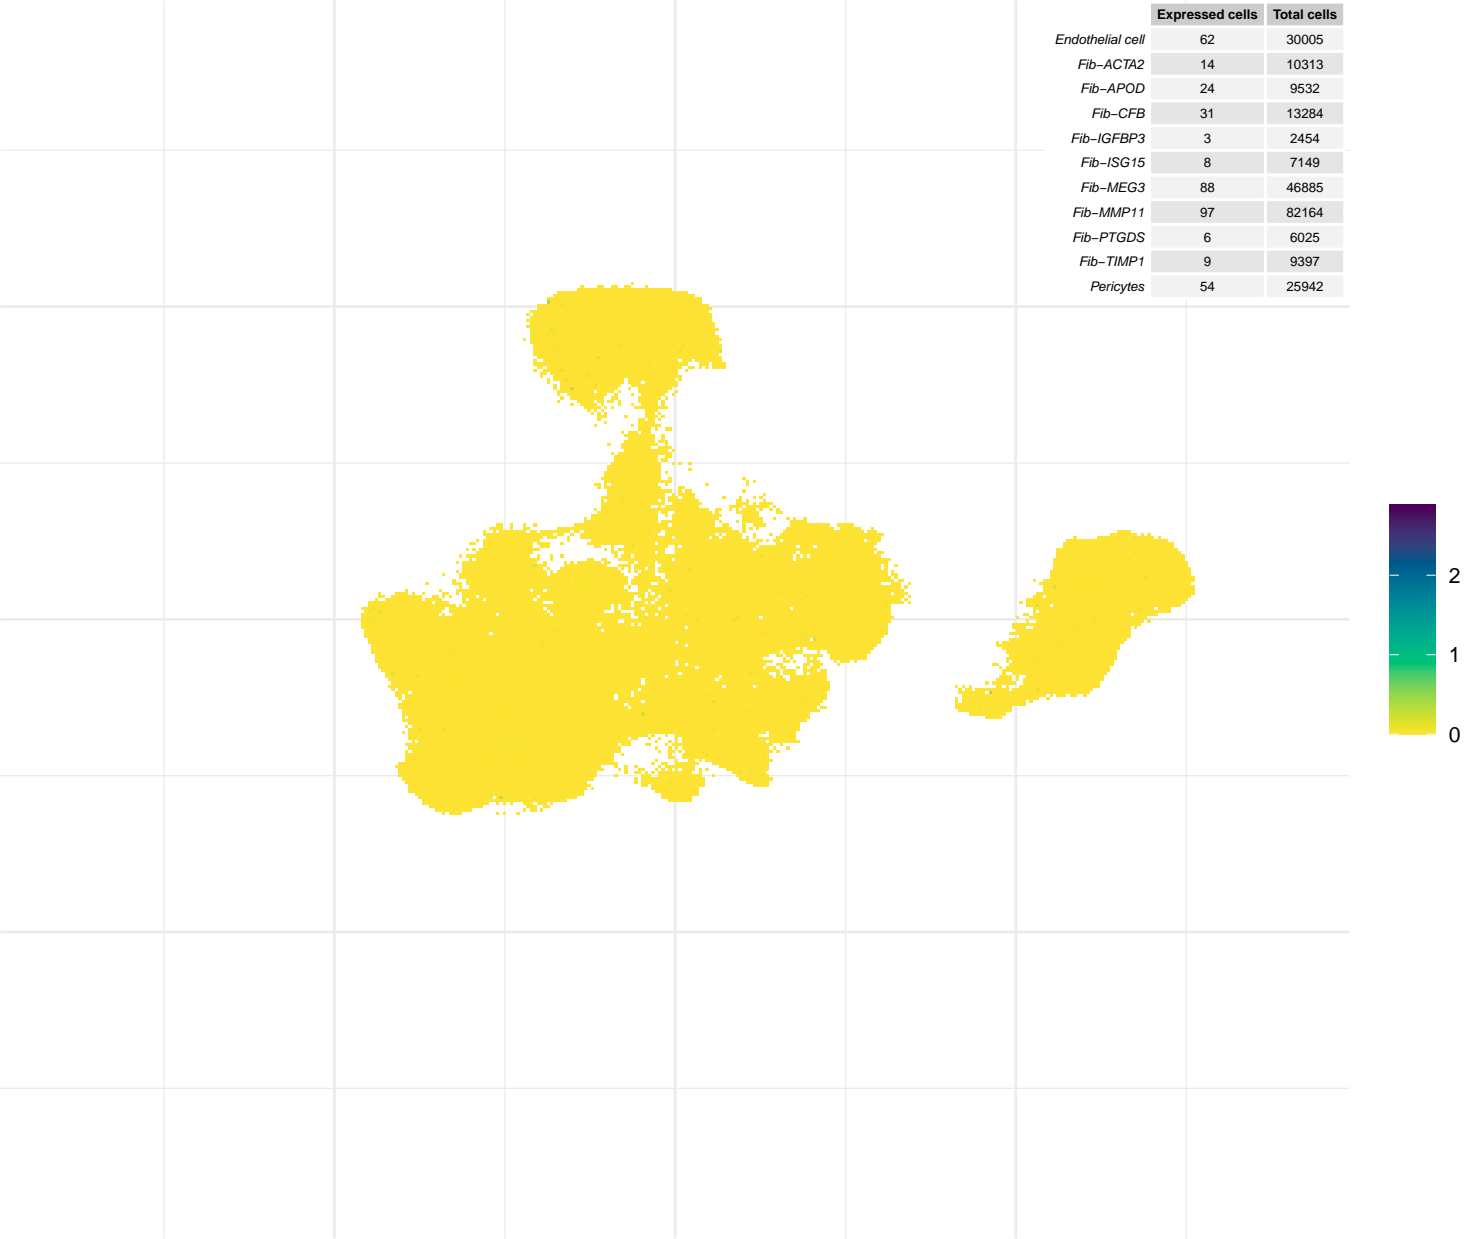 Expressed cells Total cells
Endothelial cell 62 30005
Fib−ACTA2 14 10313
Fib−APOD 24 9532
Fib−CFB 31 13284
Fib−IGFBP3 3 2454
Fib−ISG15 8 7149
Fib−MEG3 88 46885
Fib−MMP11 97 82164
Fib−PTGDS 6 6025
Fib−TIMP1 9 9397
Pericytes 54 25942
2
1
0